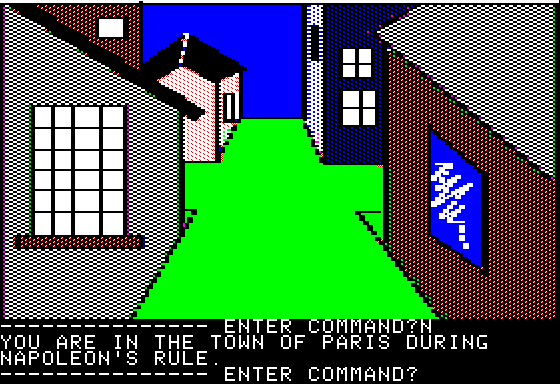 --------------- ENTER COMMAND?N
YOU ARE IN THE TOWN OF PARIS DURING
NAPOLEON'S RULE.
--------------- ENTER COMMAND?